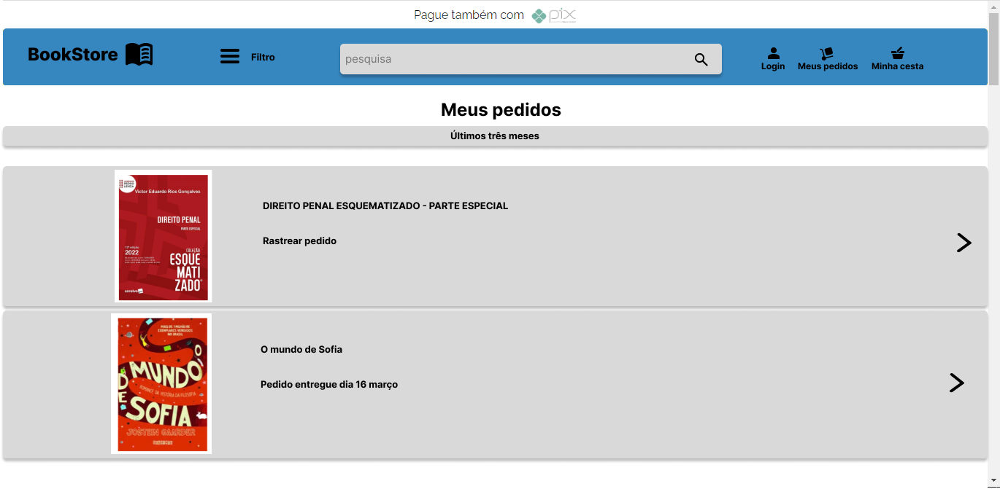 Pague também com pix
BookStore
Filtro
pesquisa
Login
Meus pedidos
Minha cesta
Meus pedidos
Últimos três meses
PEDRO
LENZA
Victor Eduardo Rios Gonçalves
DIREITO PENAL
PARTE ESPECIAL
12ª edição
2022
COLEÇÃO
ESQUE
MATI
ZADO
saraiva
DIREITO PENAL ESQUEMATIZADO - PARTE ESPECIAL
Rastrear pedido
MAIS DE 1 MILHÃO DE
EXEMPLARES VENDIDOS
NO BRASIL
O
MUNDO
DE
ROMANCE DA HISTÓRIA DA FILOSOFIA
SOFIA
JOSTEIN GAARDER
O mundo de Sofia
Pedido entregue dia 16 março